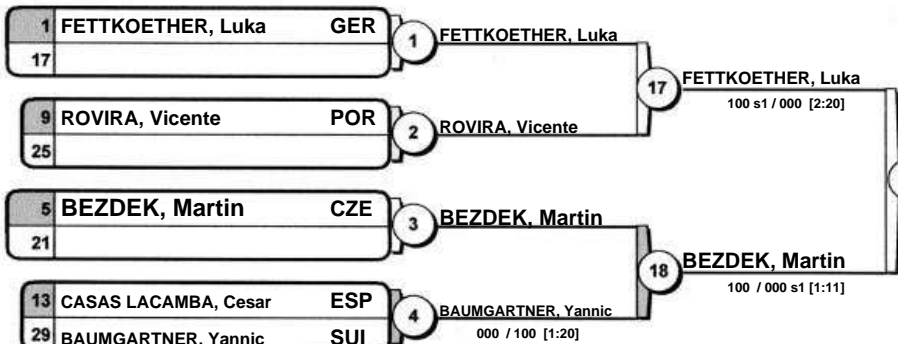 1 FETTKOETHER, Luka GER
17
1
FETTKOETHER, Luka
9 ROVIRA, Vicente POR
25
2
ROVIRA, Vicente
17
FETTKOETHER, Luka
100 s1 / 000 [2:20]
5 BEZDEK, Martin CZE
21
3
BEZDEK, Martin
13 CASAS LACAMBA, Cesar ESP
29 BAUMGARTNER, Yannic SUI
4
BAUMGARTNER, Yannic
000 / 100 [1:20]
18
BEZDEK, Martin
100 / 000 s1 [1:11]